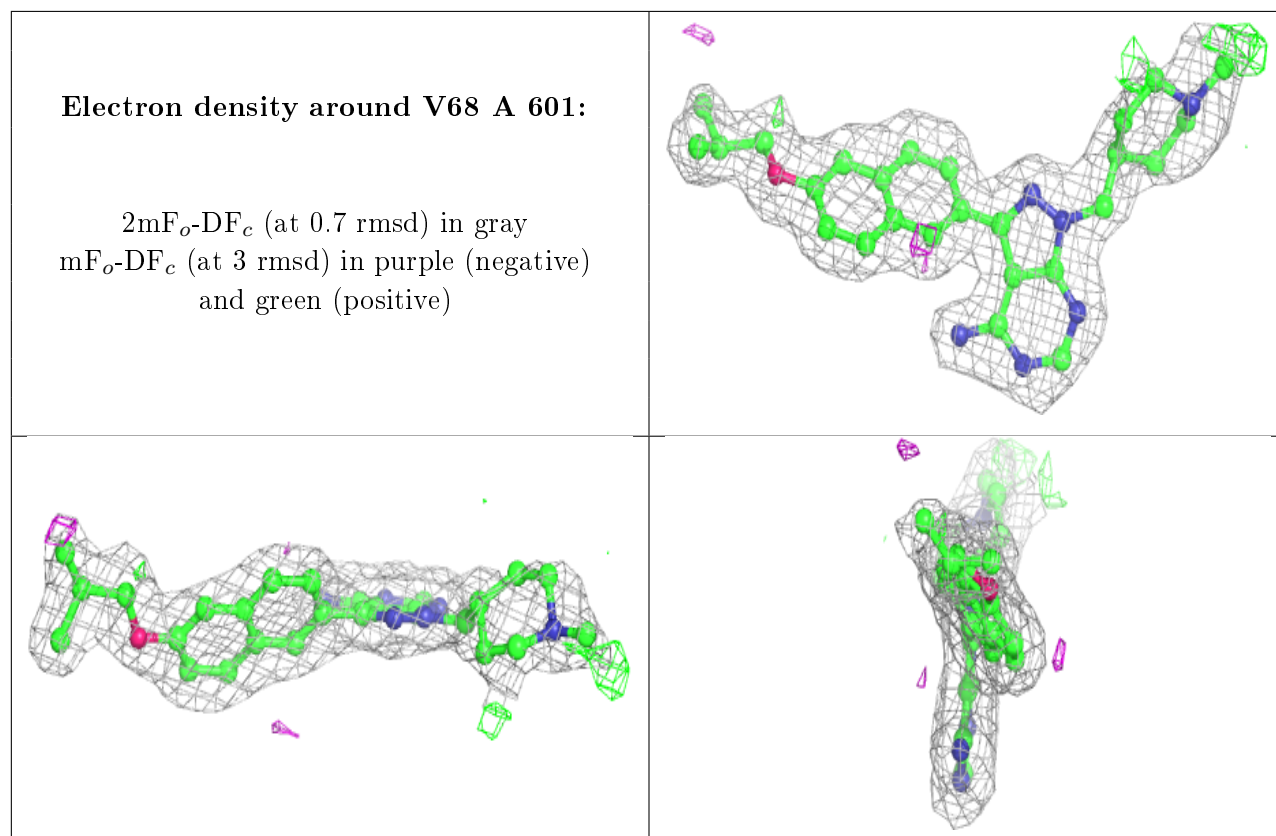 Electron density around V68 A 601:
2mFo-DFc (at 0.7 rmsd) in gray
mFo-DFc (at 3 rmsd) in purple (negative)
and green (positive)